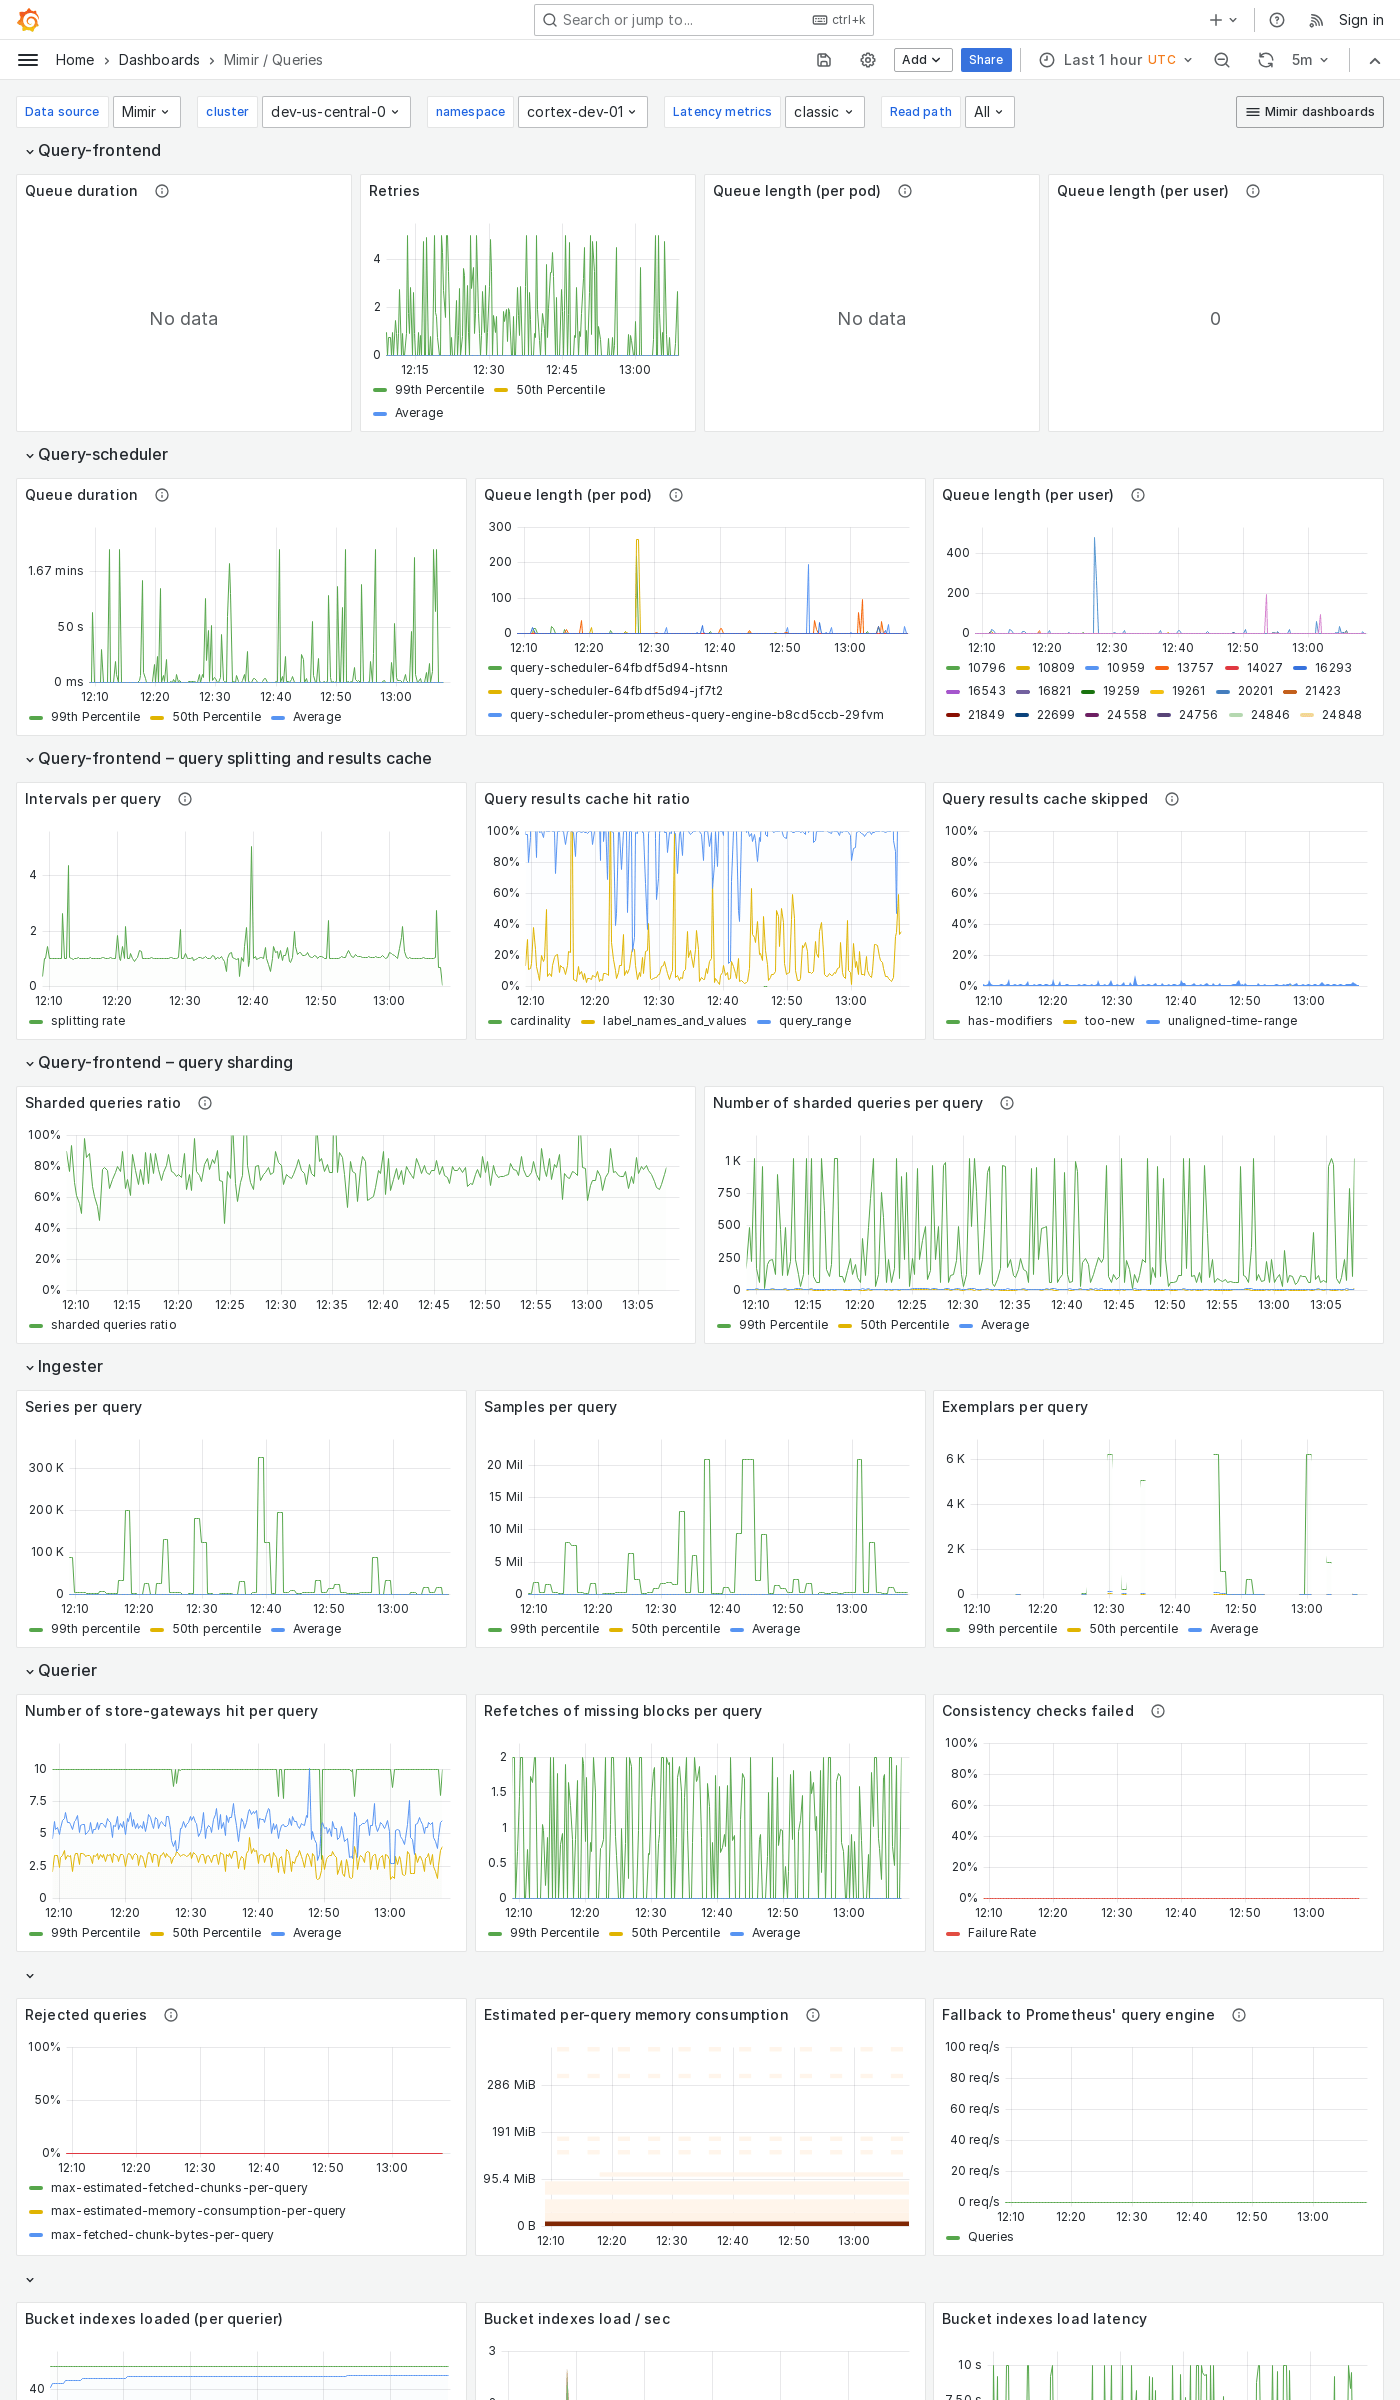 Search or jump to...
ctrl+k
Sign in
Home > Dashboards > Mimir / Queries
Add
Share
Last 1 hour UTC
5m
Data source
Mimir
cluster
dev-us-central-0
namespace
cortex-dev-01
Latency metrics
classic
Read path
All
Mimir dashboards
Query-frontend
Queue duration
No data
Retries
4
2
0
12:15 12:30 12:45 13:00
99th Percentile 50th Percentile
Average
Queue length (per pod)
No data
Queue length (per user)
0
Query-scheduler
Queue duration
1.67 mins
50 s
0 ms
12:10 12:20 12:30 12:40 12:50 13:00
99th Percentile 50th Percentile Average
Queue length (per pod)
300
200
100
0
12:10 12:20 12:30 12:40 12:50 13:00
query-scheduler-64fbdf5d94-htsnn
query-scheduler-64fbdf5d94-jf7t2
query-scheduler-prometheus-query-engine-b8cd5ccb-29fvm
Queue length (per user)
400
200
0
12:10 12:20 12:30 12:40 12:50 13:00
10796 10809 10959 13757 14027 16293
16543 16821 19259 19261 20201 21423
21849 22699 24558 24756 24846 24848
Query-frontend – query splitting and results cache
Intervals per query
4
2
0
12:10 12:20 12:30 12:40 12:50 13:00
splitting rate
Query results cache hit ratio
100%
80%
60%
40%
20%
0%
12:10 12:20 12:30 12:40 12:50 13:00
cardinality label_names_and_values query_range
Query results cache skipped
100%
80%
60%
40%
20%
0%
12:10 12:20 12:30 12:40 12:50 13:00
has-modifiers too-new unaligned-time-range
Query-frontend – query sharding
Sharded queries ratio
100%
80%
60%
40%
20%
0%
12:10 12:15 12:20 12:25 12:30 12:35 12:40 12:45 12:50 12:55 13:00 13:05
sharded queries ratio
Number of sharded queries per query
1 K
750
500
250
0
12:10 12:15 12:20 12:25 12:30 12:35 12:40 12:45 12:50 12:55 13:00 13:05
99th Percentile 50th Percentile Average
Ingester
Series per query
300 K
200 K
100 K
0
12:10 12:20 12:30 12:40 12:50 13:00
99th percentile 50th percentile Average
Samples per query
20 Mil
15 Mil
10 Mil
5 Mil
0
12:10 12:20 12:30 12:40 12:50 13:00
99th percentile 50th percentile Average
Exemplars per query
6 K
4 K
2 K
0
12:10 12:20 12:30 12:40 12:50 13:00
99th percentile 50th percentile Average
Querier
Number of store-gateways hit per query
10
7.5
5
2.5
0
12:10 12:20 12:30 12:40 12:50 13:00
99th Percentile 50th Percentile Average
Refetches of missing blocks per query
2
1.5
1
0.5
0
12:10 12:20 12:30 12:40 12:50 13:00
99th Percentile 50th Percentile Average
Consistency checks failed
100%
80%
60%
40%
20%
0%
12:10 12:20 12:30 12:40 12:50 13:00
Failure Rate
Rejected queries
100%
50%
0%
12:10 12:20 12:30 12:40 12:50 13:00
max-estimated-fetched-chunks-per-query
max-estimated-memory-consumption-per-query
max-fetched-chunk-bytes-per-query
Estimated per-query memory consumption
286 MiB
191 MiB
95.4 MiB
0 B
12:10 12:20 12:30 12:40 12:50 13:00
Fallback to Prometheus' query engine
100 req/s
80 req/s
60 req/s
40 req/s
20 req/s
0 req/s
12:10 12:20 12:30 12:40 12:50 13:00
Queries
Bucket indexes loaded (per querier)
40
Bucket indexes load / sec
3
Bucket indexes load latency
10 s